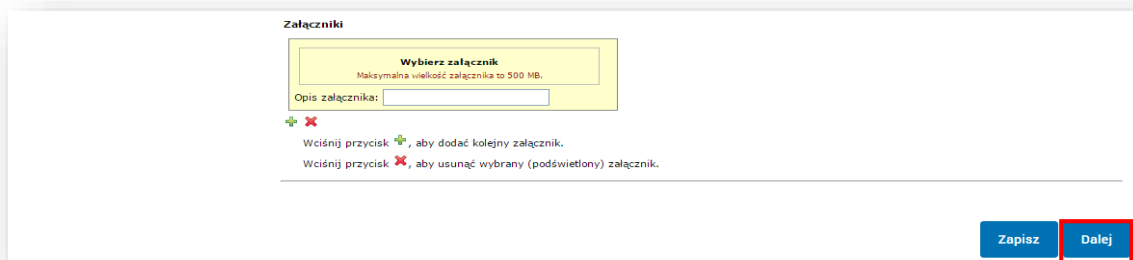 Załączniki
Wybierz załącznik
Maksymalna wielkość załącznika to 500 MB.
Opis załącznika:
Wciśnij przycisk , aby dodać kolejny załącznik.
Wciśnij przycisk , aby usunąć wybrany (podświetlony) załącznik.
Zapisz Dalej